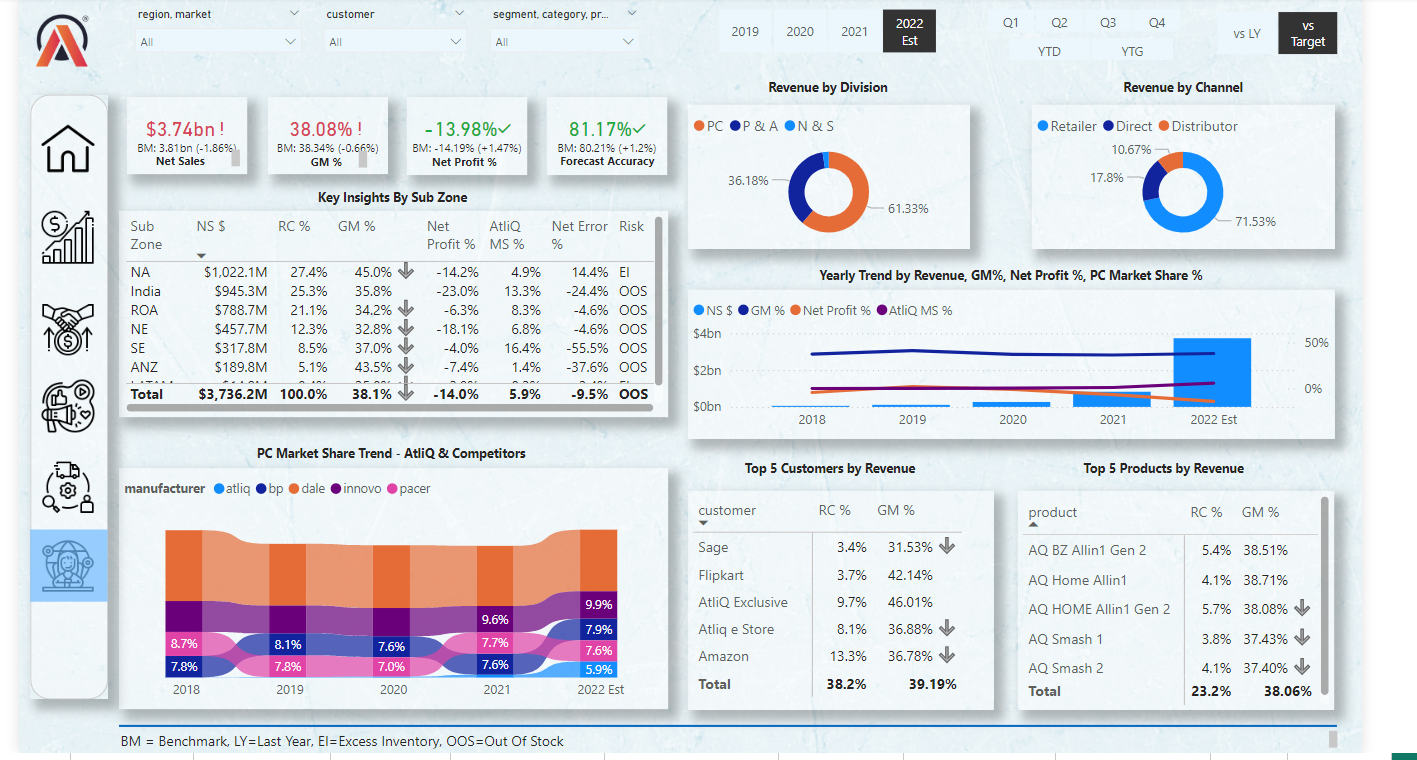 region, market
customer
segment, category, pr...
All
All
All
2019
2020
2021
2022
Est
Q1
Q2
Q3
Q4
YTD
YTG
vs LY
vs
Target
$3.74bn !
BM: 3.81bn (-1.86%)
Net Sales
38.08% !
BM: 38.34% (-0.66%)
GM %
-13.98%✓
BM: -14.19% (+1.47%)
Net Profit %
81.17%✓
BM: 80.21% (+1.2%)
Forecast Accuracy
Revenue by Division
PC P & A N & S
36.18%
61.33%
Revenue by Channel
Retailer Direct Distributor
10.67%
17.8%
71.53%
Key Insights By Sub Zone
Sub Zone NS $ RC % GM % Net Profit % AtliQ MS % Net Error % Risk
NA $1,022.1M 27.4% 45.0% -14.2% 4.9% 14.4% EI
India $945.3M 25.3% 35.8% -23.0% 13.3% -24.4% OOS
ROA $788.7M 21.1% 34.2% -6.3% 8.3% -4.6% OOS
NE $457.7M 12.3% 32.8% -18.1% 6.8% -4.6% OOS
SE $317.8M 8.5% 37.0% -4.0% 16.4% -55.5% OOS
ANZ $189.8M 5.1% 43.5% -7.4% 1.4% -37.6% OOS
Total $3,736.2M 100.0% 38.1% -14.0% 5.9% -9.5% OOS
Yearly Trend by Revenue, GM%, Net Profit %, PC Market Share %
NS $ GM % Net Profit % AtliQ MS %
$4bn
$2bn
$0bn
50%
0%
2018 2019 2020 2021 2022 Est
PC Market Share Trend - AtliQ & Competitors
manufacturer atliq bp dale innovo pacer
8.7%
7.8%
8.1%
7.8%
7.6%
7.0%
9.6%
7.7%
7.6%
9.9%
7.9%
7.6%
5.9%
2018 2019 2020 2021 2022 Est
Top 5 Customers by Revenue
customer RC % GM %
Sage 3.4% 31.53%
Flipkart 3.7% 42.14%
AtliQ Exclusive 9.7% 46.01%
Atliq e Store 8.1% 36.88%
Amazon 13.3% 36.78%
Total 38.2% 39.19%
Top 5 Products by Revenue
product RC % GM %
AQ BZ Allin1 Gen 2 5.4% 38.51%
AQ Home Allin1 4.1% 38.71%
AQ HOME Allin1 Gen 2 5.7% 38.08%
AQ Smash 1 3.8% 37.43%
AQ Smash 2 4.1% 37.40%
Total 23.2% 38.06%
BM = Benchmark, LY=Last Year, EI=Excess Inventory, OOS=Out Of Stock